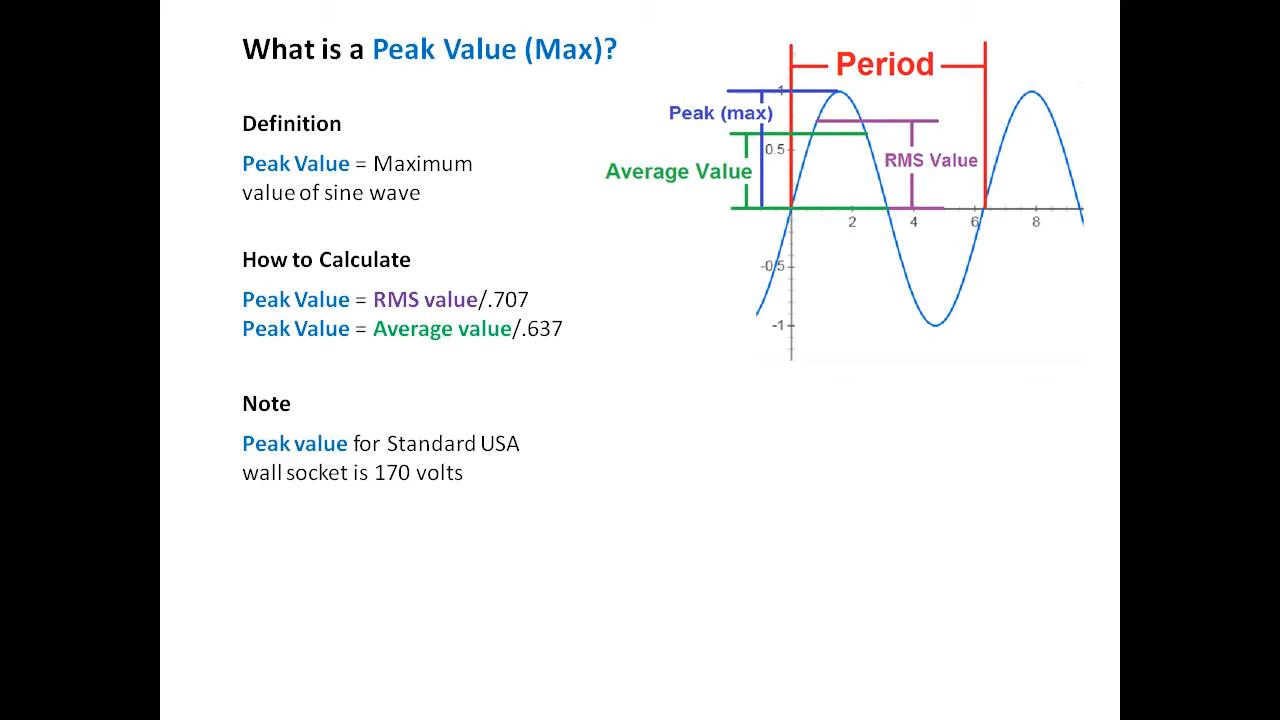 What is a Peak Value (Max)?
Definition
Peak Value = Maximum
value of sine wave
How to Calculate
Peak Value = RMS value/.707
Peak Value = Average value/.637
Note
Peak value for Standard USA
wall socket is 170 volts
Period
1
Peak (max)
0.5
RMS Value
Average Value
2
4
6
8
-0.5
-1